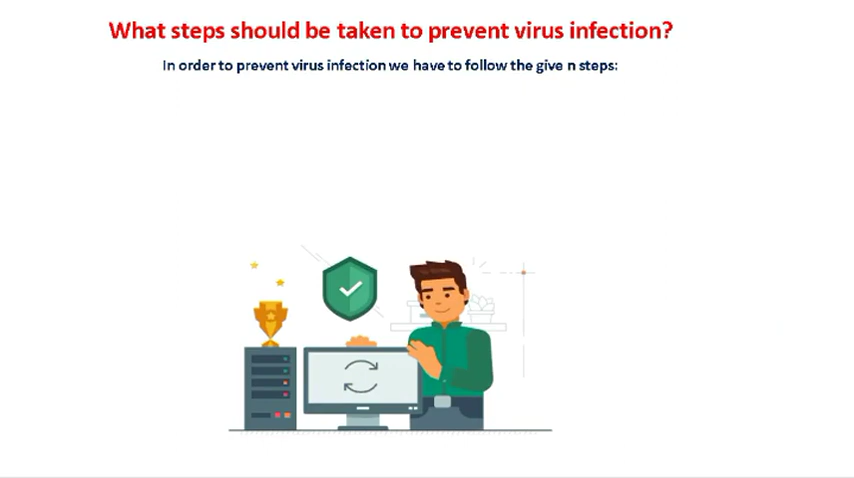 What steps should be taken to prevent virus infection?
In order to prevent virus infection we have to follow the give n steps: